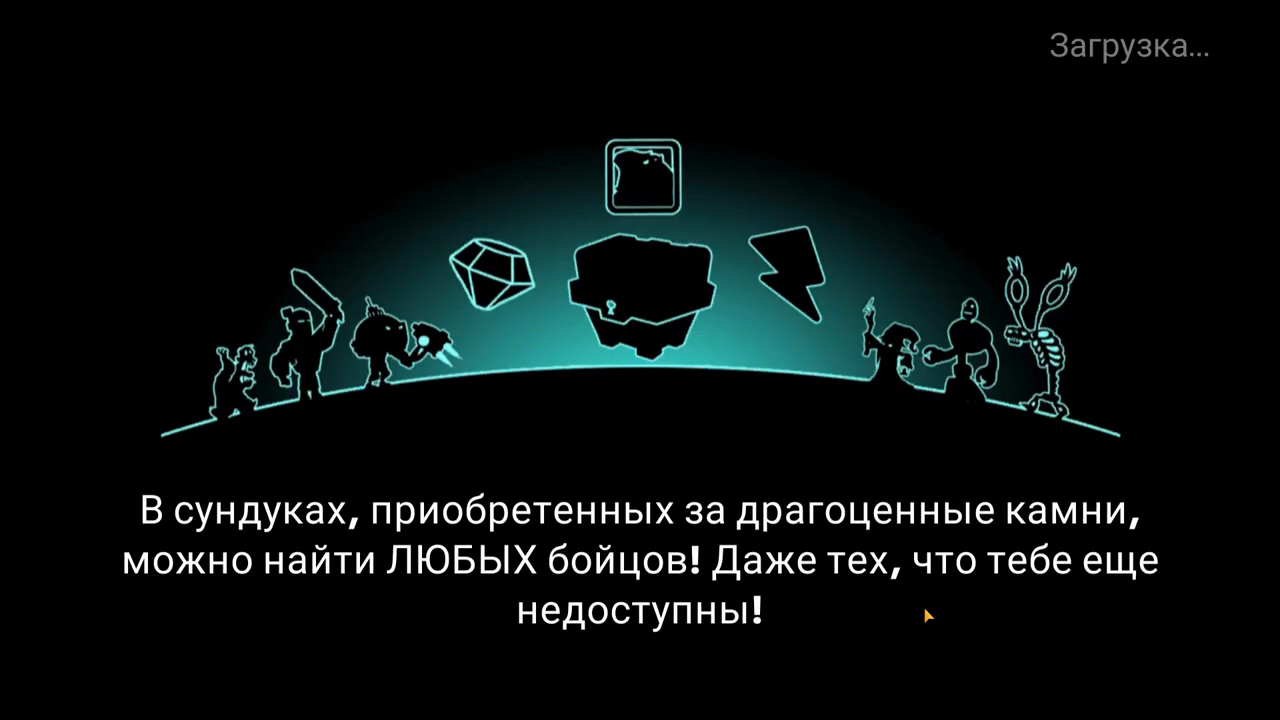 Загрузка...
В сундуках, приобретенных за драгоценные камни,
можно найти ЛЮБЫХ бойцов! Даже тех, что тебе еще
недоступны!